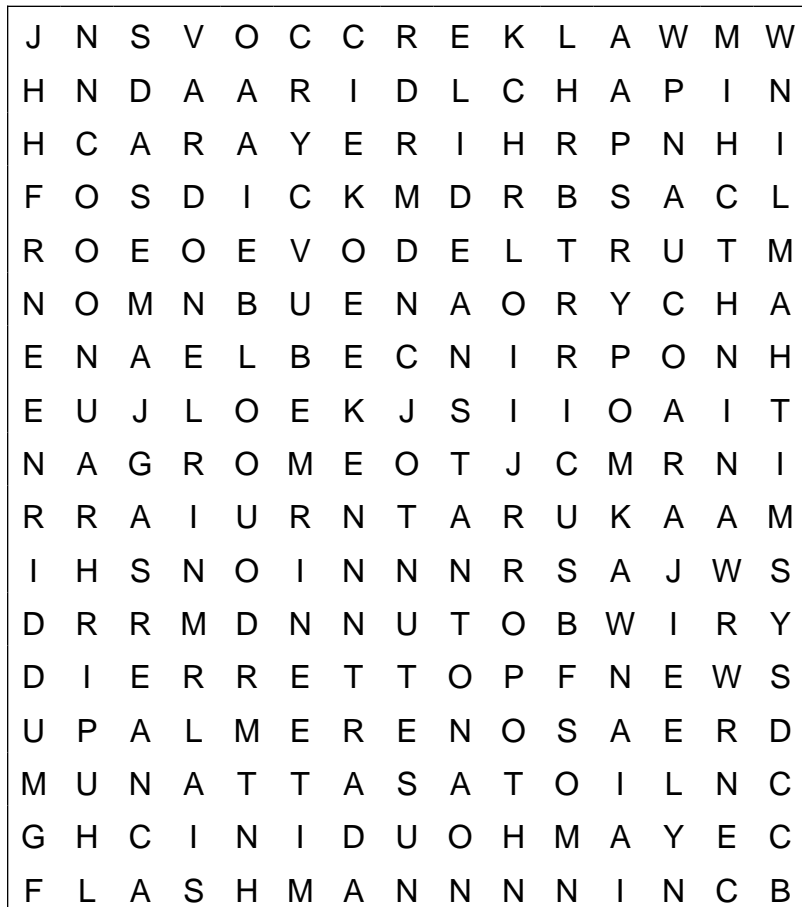 J N S V O C C R E K L A W M W
H N D A A R I D L C H A P I N
H C A R A Y E R I H R P N H I
F O S D I C K M D R B S A C L
R O E O E V O D E L T R U T M
N O M N B U E N A O R Y C H A
E N A E L B E C N I R P O N H
E U J L O E K J S I I O A I T
N A G R O M E O T J C M R N I
R R A I U R N T A R U K A A M
I H S N O I N N N R S A J W S
D R R M D N N U T O B W I R Y
D I E R R E T T O P F N E W S
U P A L M E R E N O S A E R D
M U N A T T A S A T O I L N C
G H C I N I D U O H M A Y E C
F L A S H M A N N N N I N C B